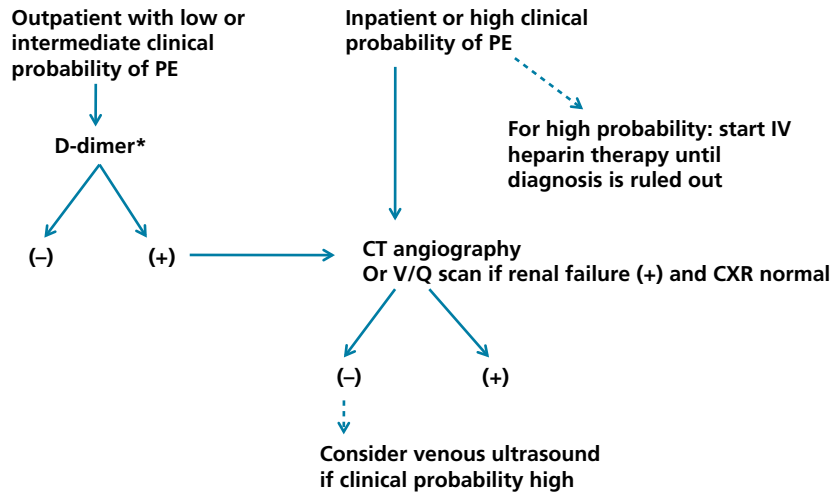 Outpatient with low or
intermediate clinical
probability of PE
Inpatient or high clinical
probability of PE
For high probability: start IV
heparin therapy until
diagnosis is ruled out
D-dimer*
(–)
(+)
CT angiography
Or V/Q scan if renal failure (+) and CXR normal
(–)
(+)
Consider venous ultrasound
if clinical probability high